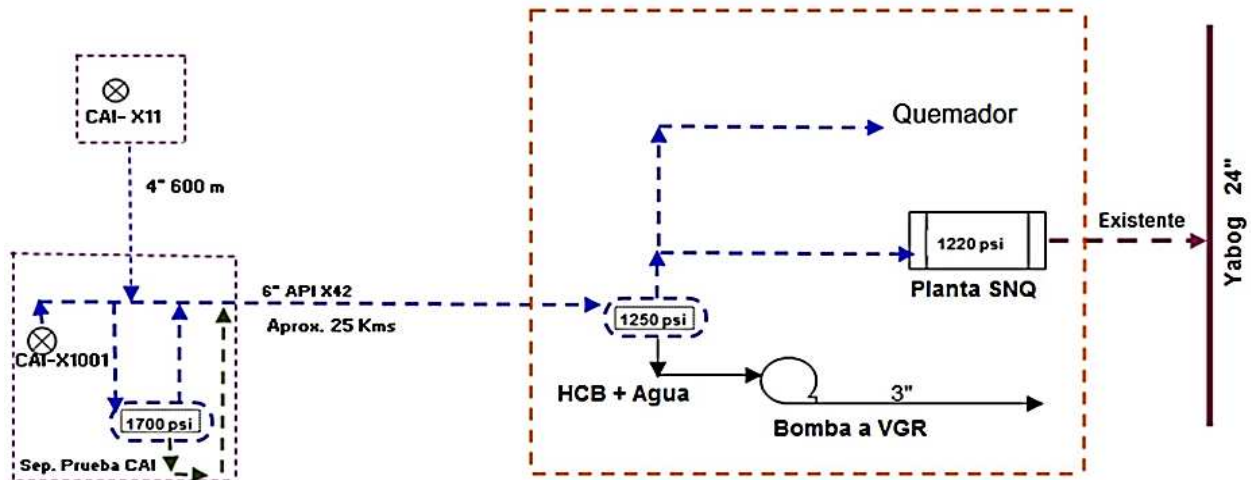 CAI- X11
4" 600 m
CAI-X1001
1700 psi
Sep. Prueba CAI
6" API X42
Aprox. 25 Kms
Quemador
1220 psi
Planta SNQ
1250 psi
HCB + Agua
3"
Bomba a VGR
Existente
Yabog 24"